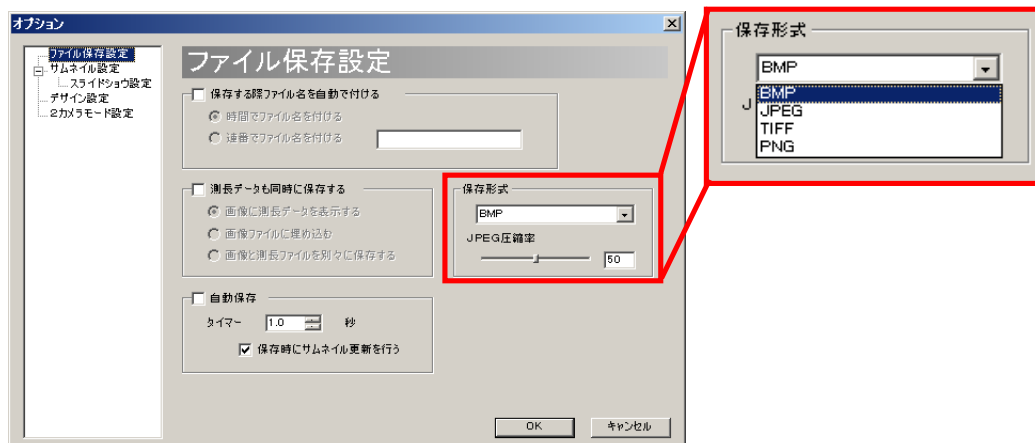 オプション
ファイル保存設定
サムネイル設定
スライドショウ設定
デザイン設定
2カメラモード設定
ファイル保存設定
保存する際ファイル名を自動で付ける
時間でファイル名を付ける
連番でファイル名を付ける
測長データも同時に保存する
画像に測長データを表示する
画像ファイルに埋め込む
画像と測長ファイルを別々に保存する
保存形式
BMP
JPEG圧縮率
50
自動保存
タイマー 1.0 秒
保存時にサムネイル更新を行う
OK キャンセル
保存形式
BMP
J
BMP
JPEG
TIFF
PNG